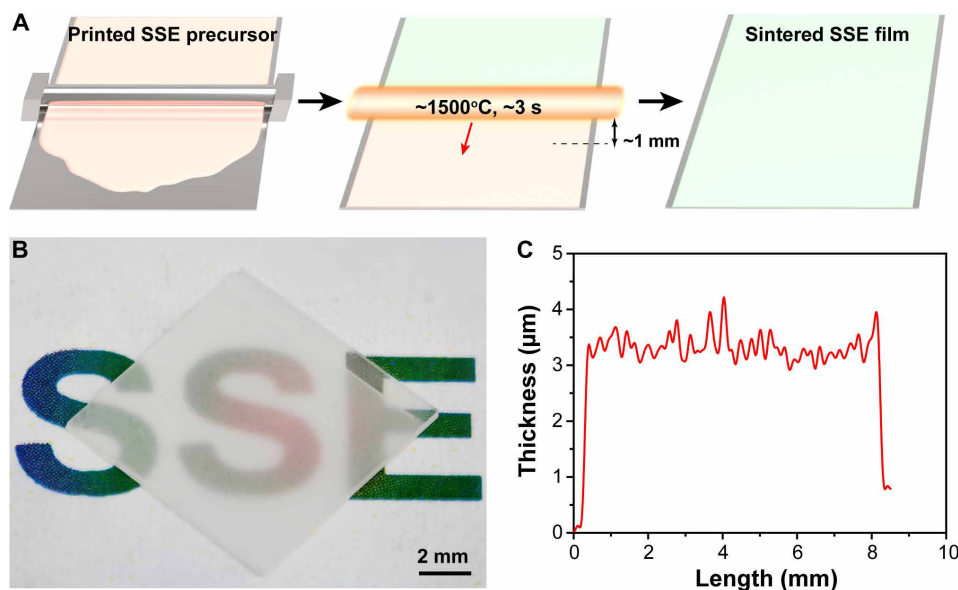 A
Printed SSE precursor
~1500°C, ~3 s
~1 mm
Sintered SSE film
B
SSE
2 mm
C
5
4
3
2
1
0
Thickness (μm)
0 2 4 6 8 10
Length (mm)